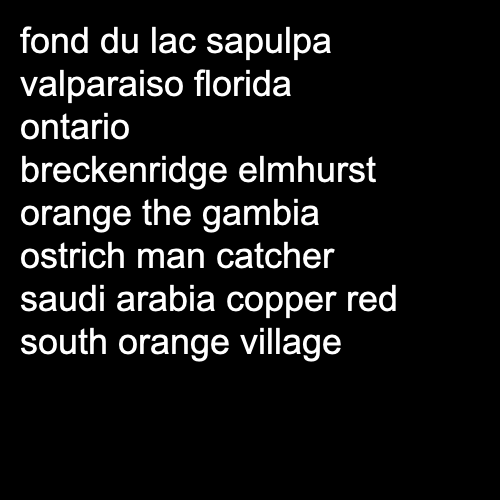 fond du lac sapulpa
valparaiso florida
ontario
breckenridge elmhurst
orange the gambia
ostrich man catcher
saudi arabia copper red
south orange village